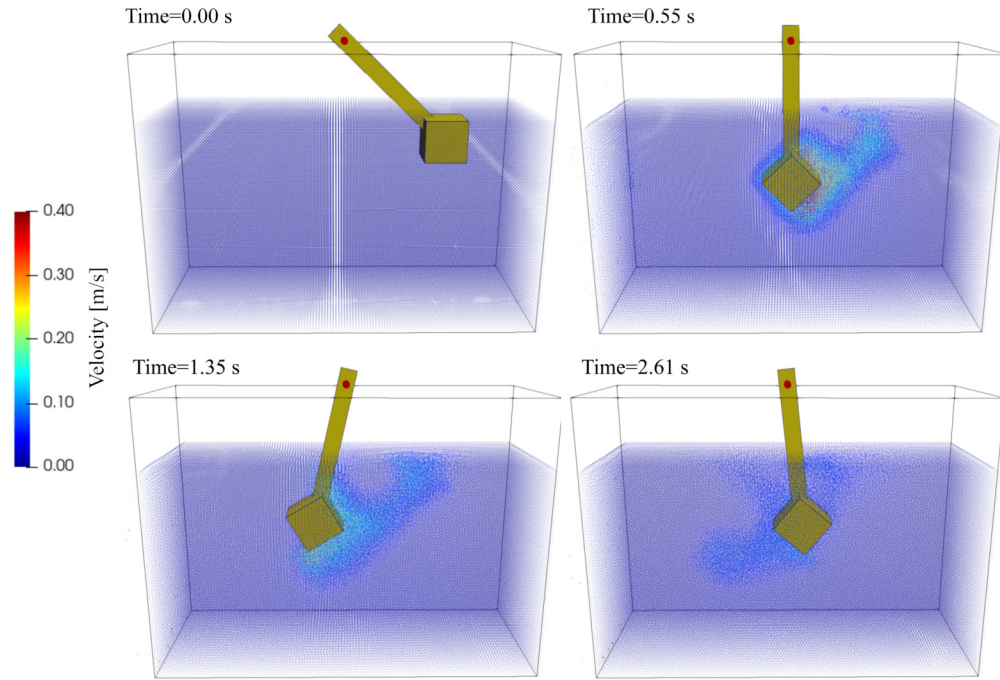 Time=0.00 s
Time=0.55 s
0.40
0.30
0.20
0.10
0.00
Velocity [m/s]
Time=1.35 s
Time=2.61 s